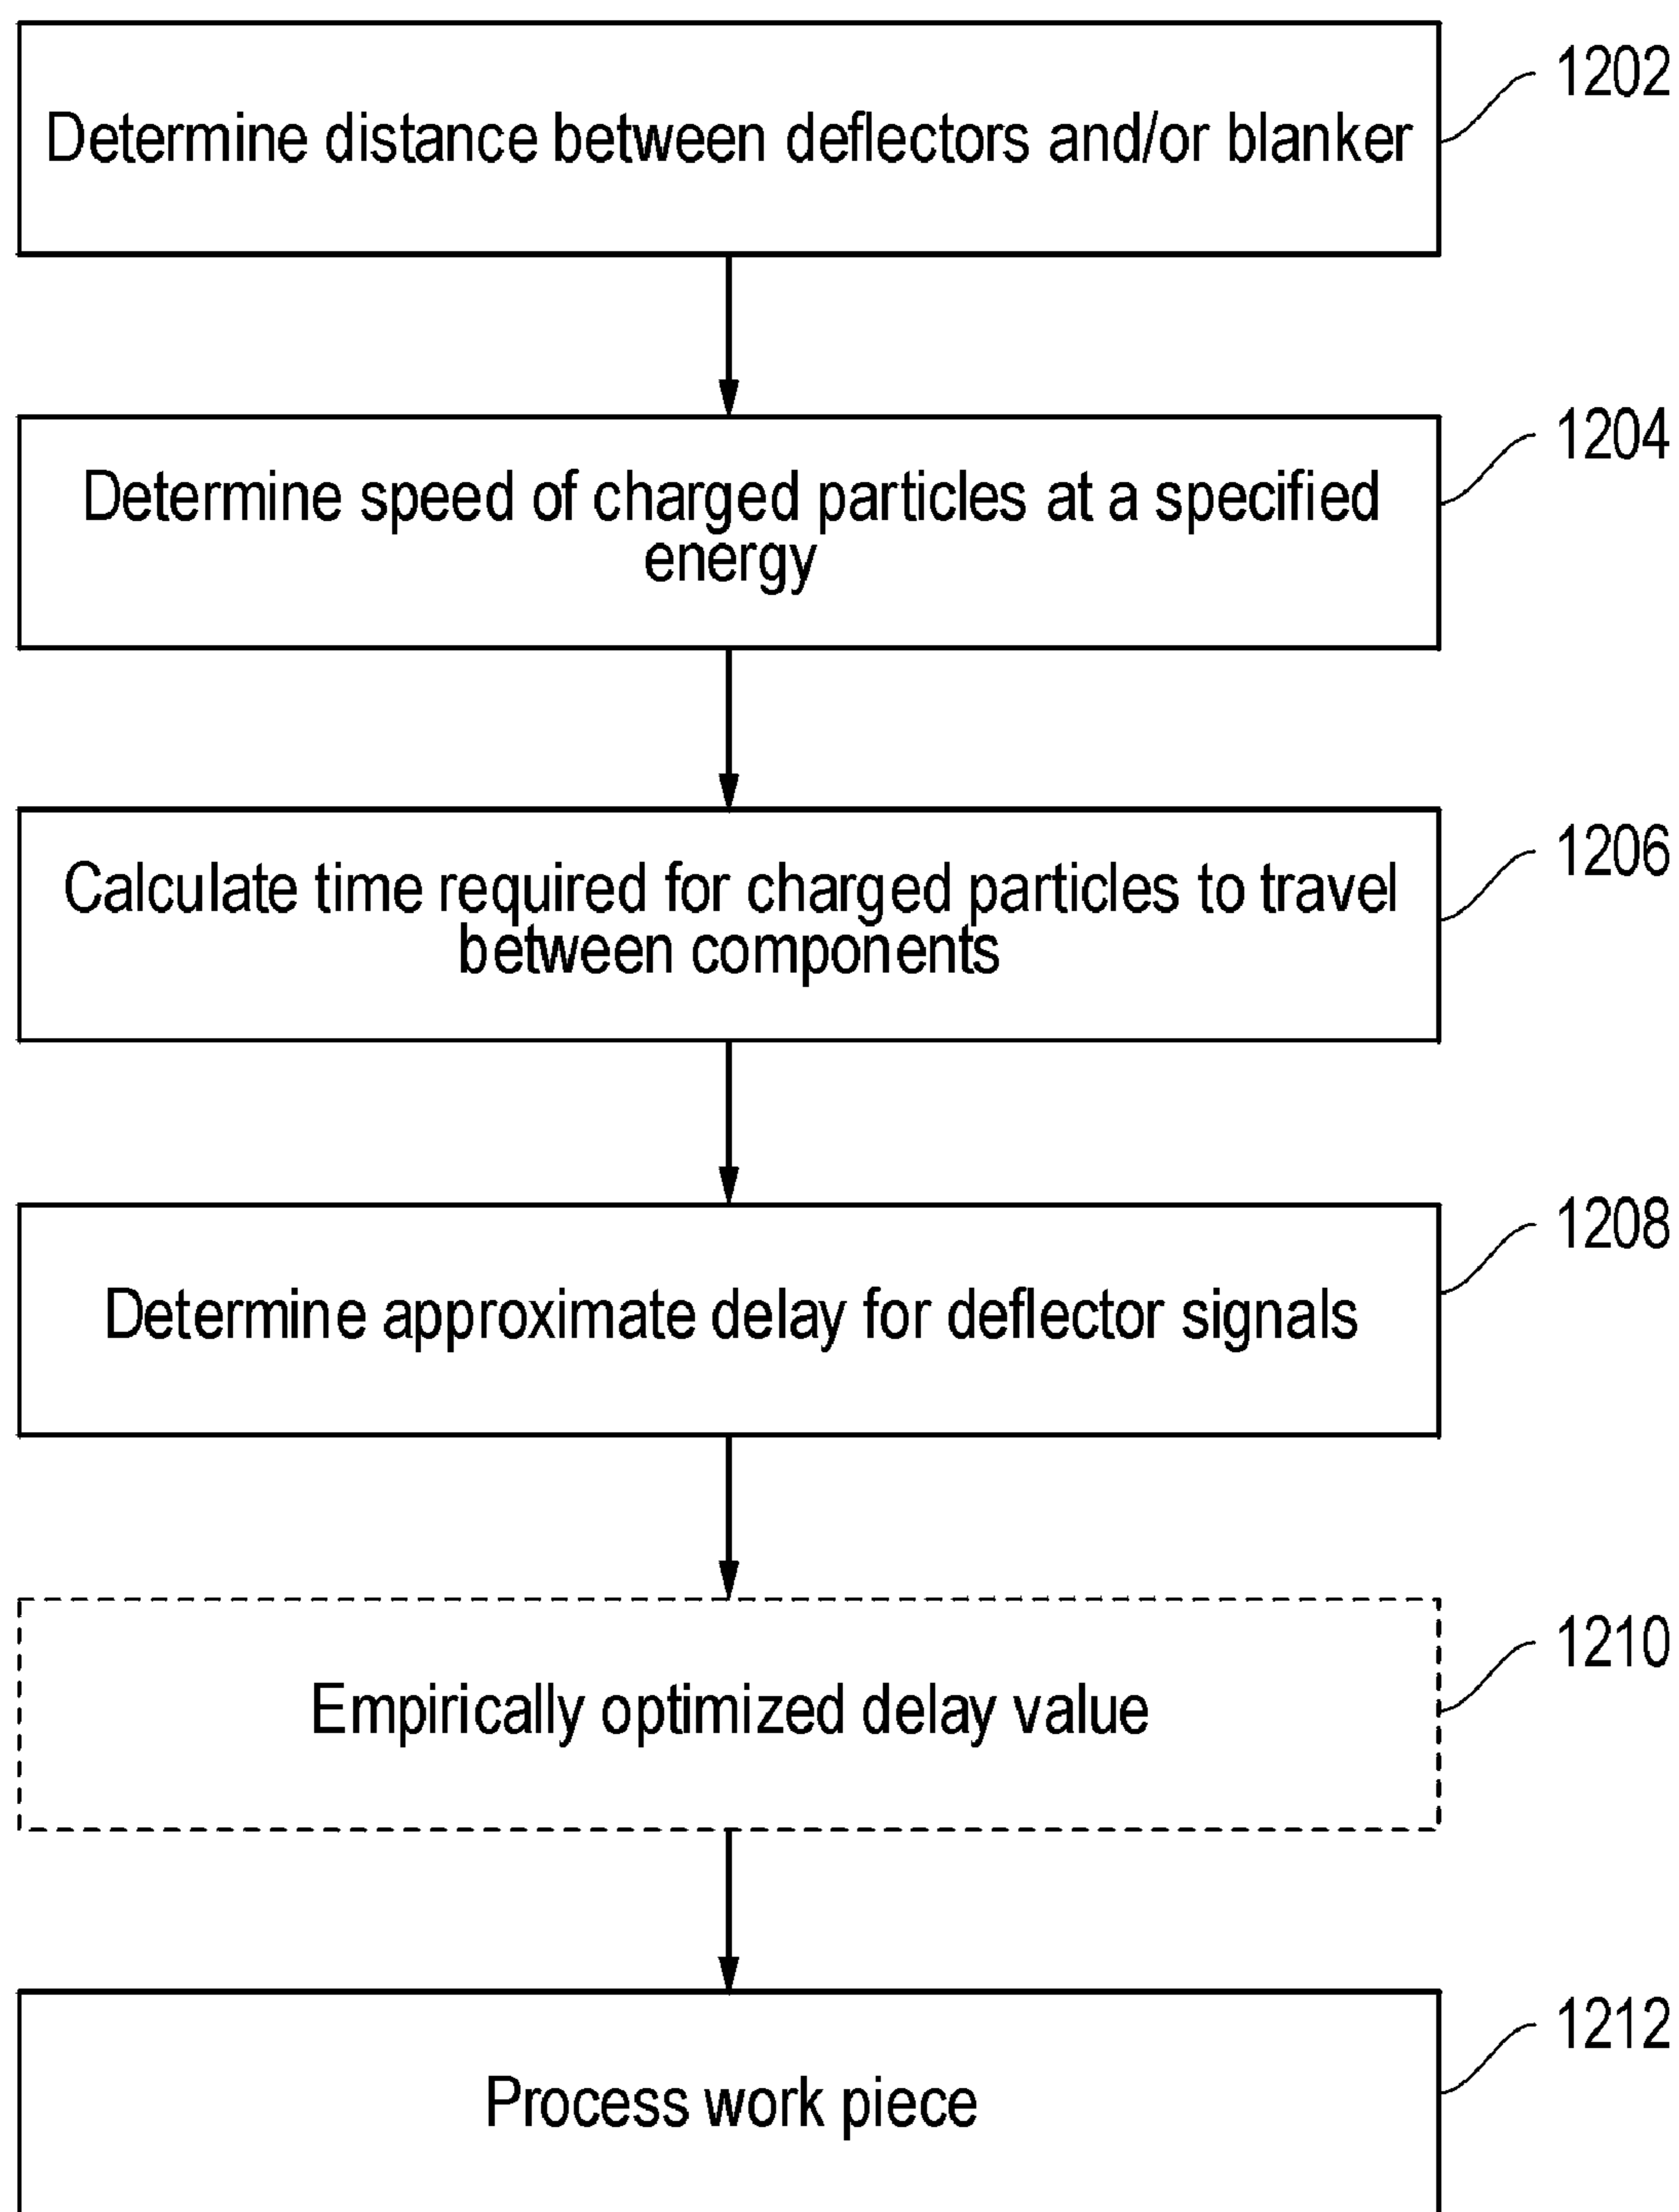 Determine distance between deflectors and/or blanker
1202
Determine speed of charged particles at a specified
energy
1204
Calculate time required for charged particles to travel
between components
1206
Determine approximate delay for deflector signals
1208
Empirically optimized delay value
1210
Process work piece
1212